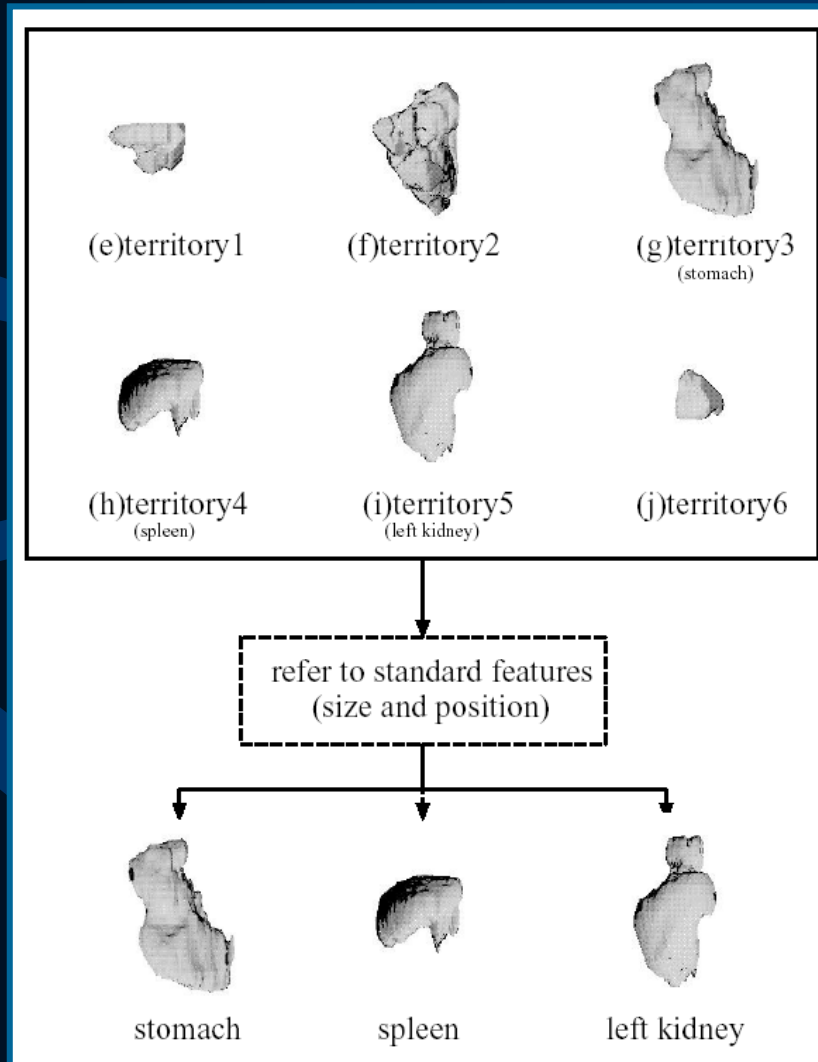 (e)territory1 (f)territory2 (g)territory3
(stomach)
(h)territory4 (i)territory5 (j)territory6
(spleen) (left kidney)
refer to standard features
(size and position)
stomach spleen left kidney